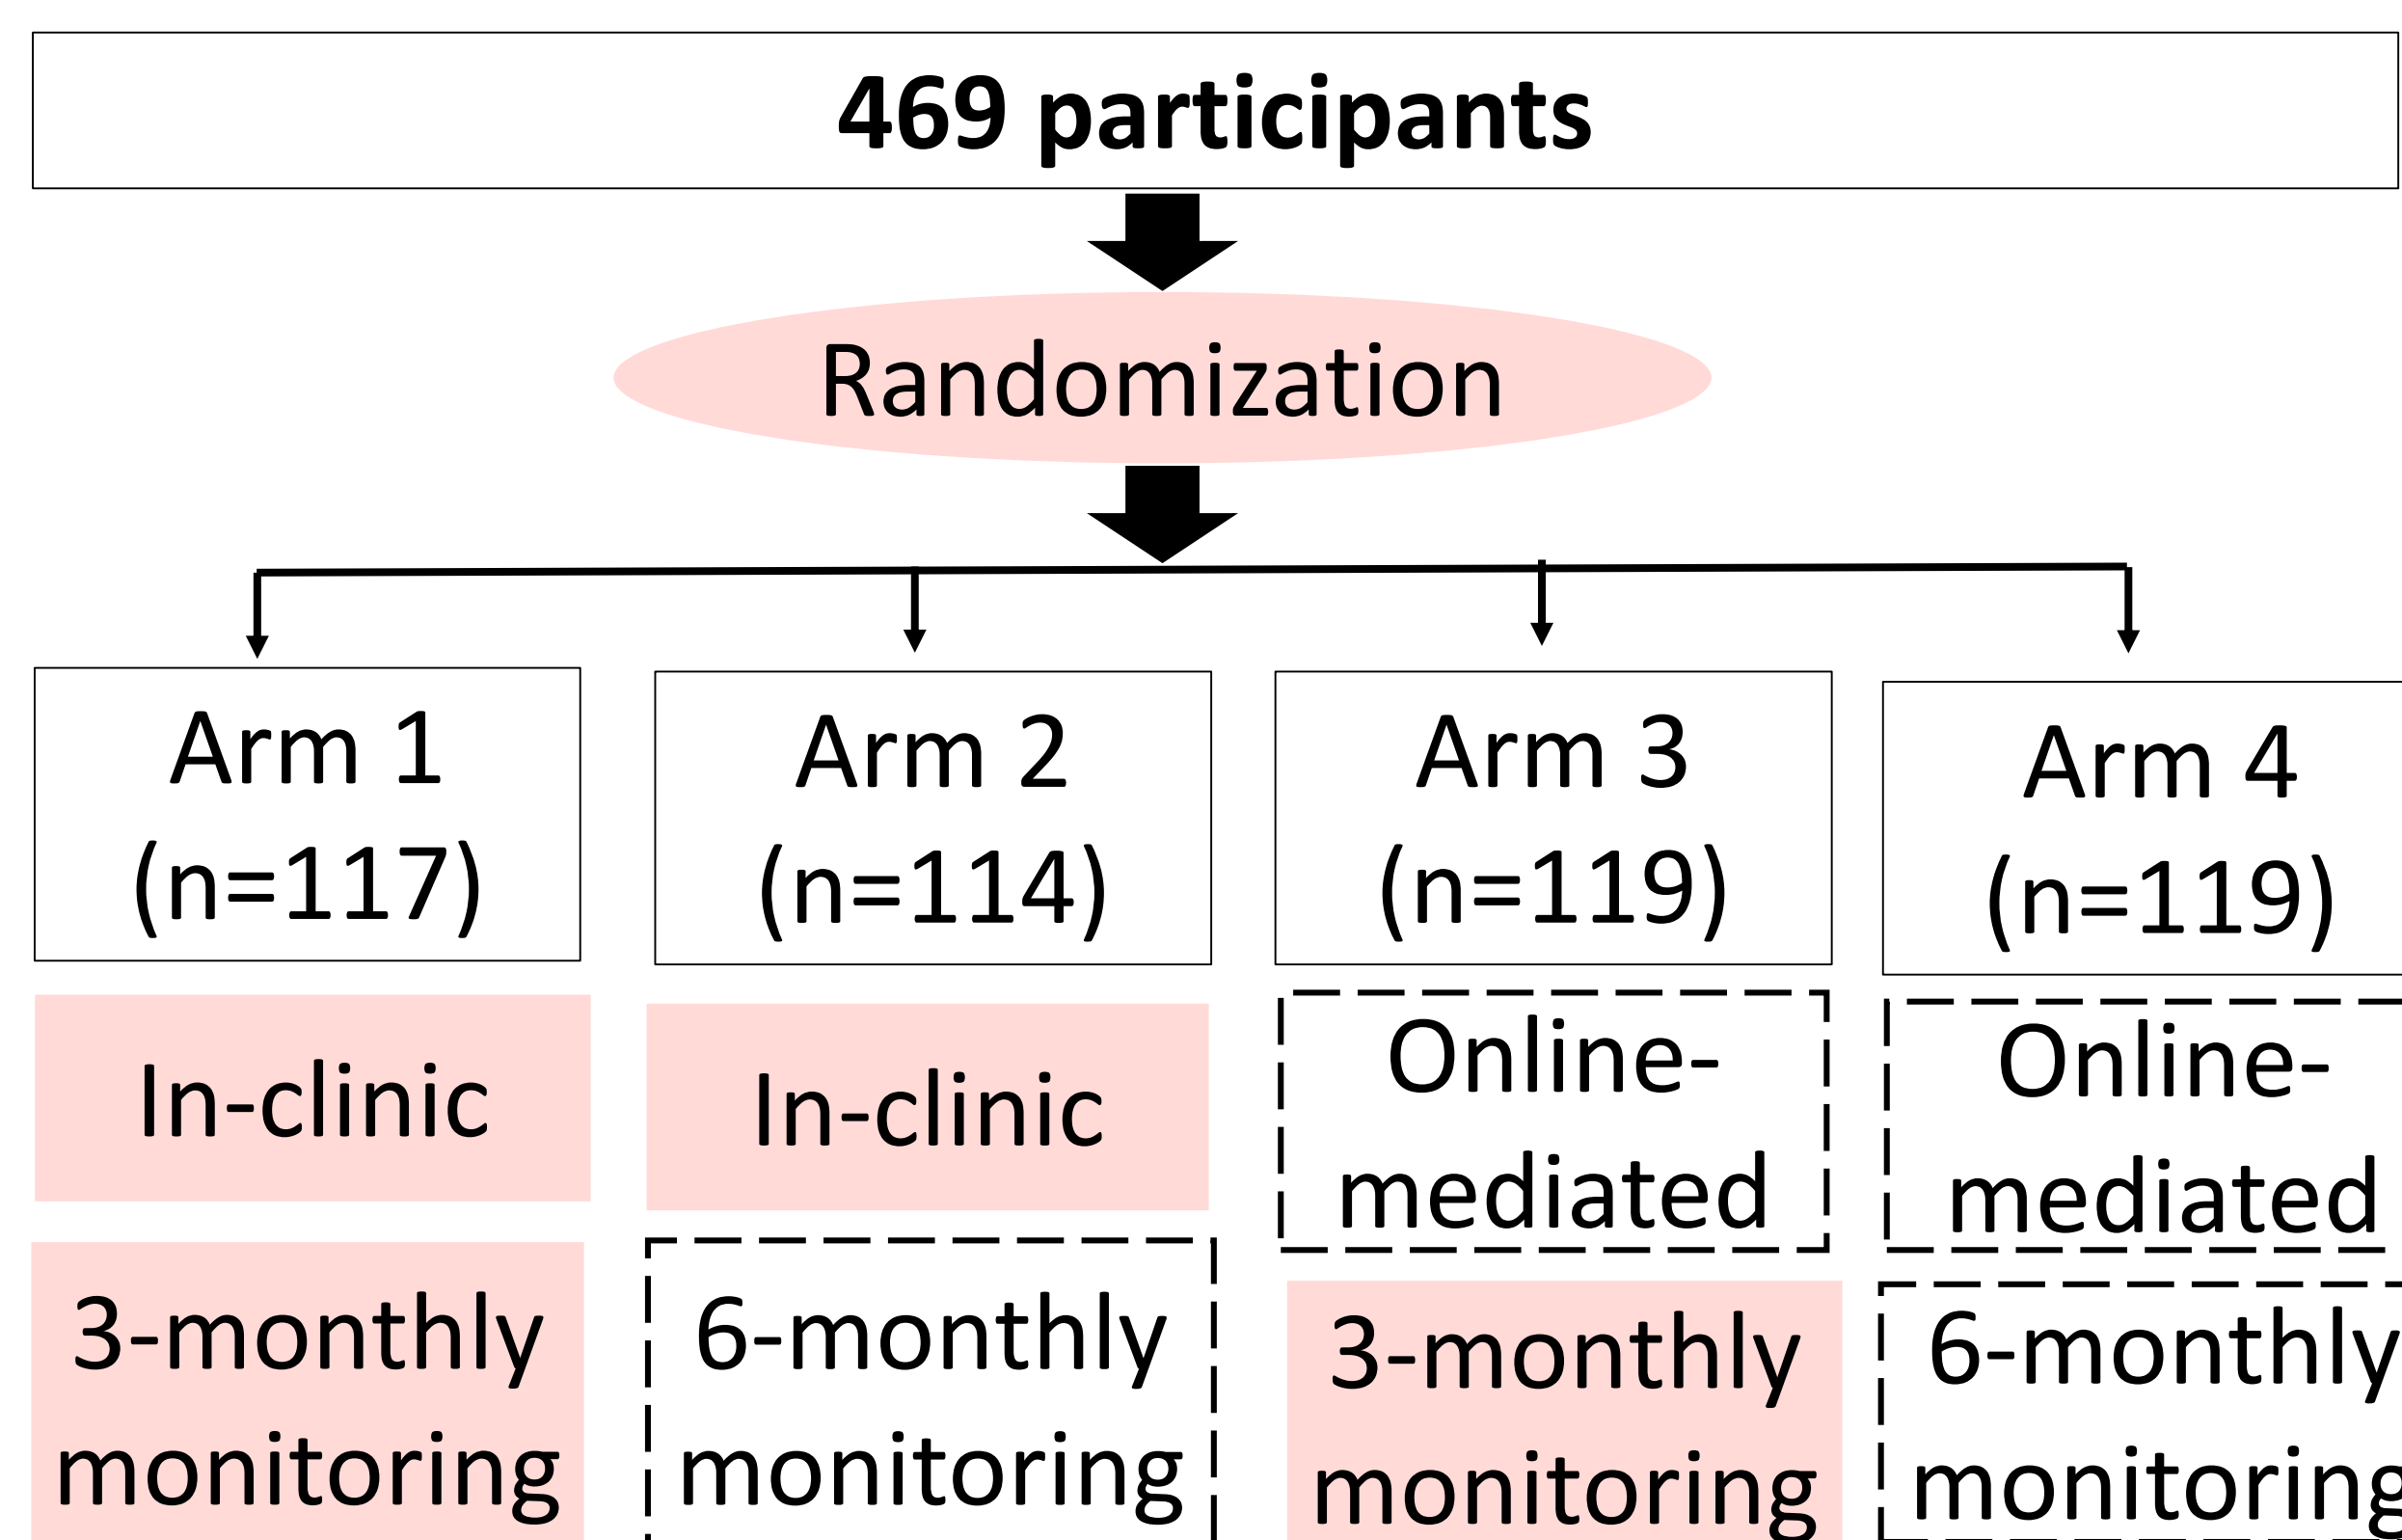 469 participants
Randomization
Arm 1
(n=117)
In-clinic
3-monthly
monitoring
Arm 2
(n=114)
In-clinic
6-monthly
monitoring
Arm 3
(n=119)
Online-
mediated
3-monthly
monitoring
Arm 4
(n=119)
Online-
mediated
6-monthly
monitoring